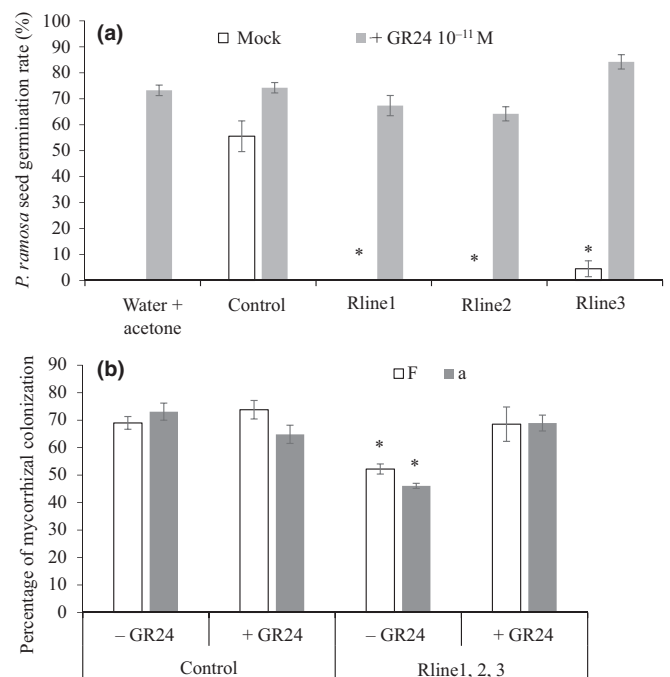 P. ramosa seed germination rate (%)
100
90
80
70
60
50
40
30
20
10
0
(a)
Mock
+ GR24 10⁻¹¹ M
*
*
*
Water + acetone
Control
Rline1
Rline2
Rline3
Percentage of mycorrhizal colonization
90
80
70
60
50
40
30
20
10
0
(b)
F
a
*
*
– GR24
+ GR24
– GR24
+ GR24
Control
Rline1, 2, 3